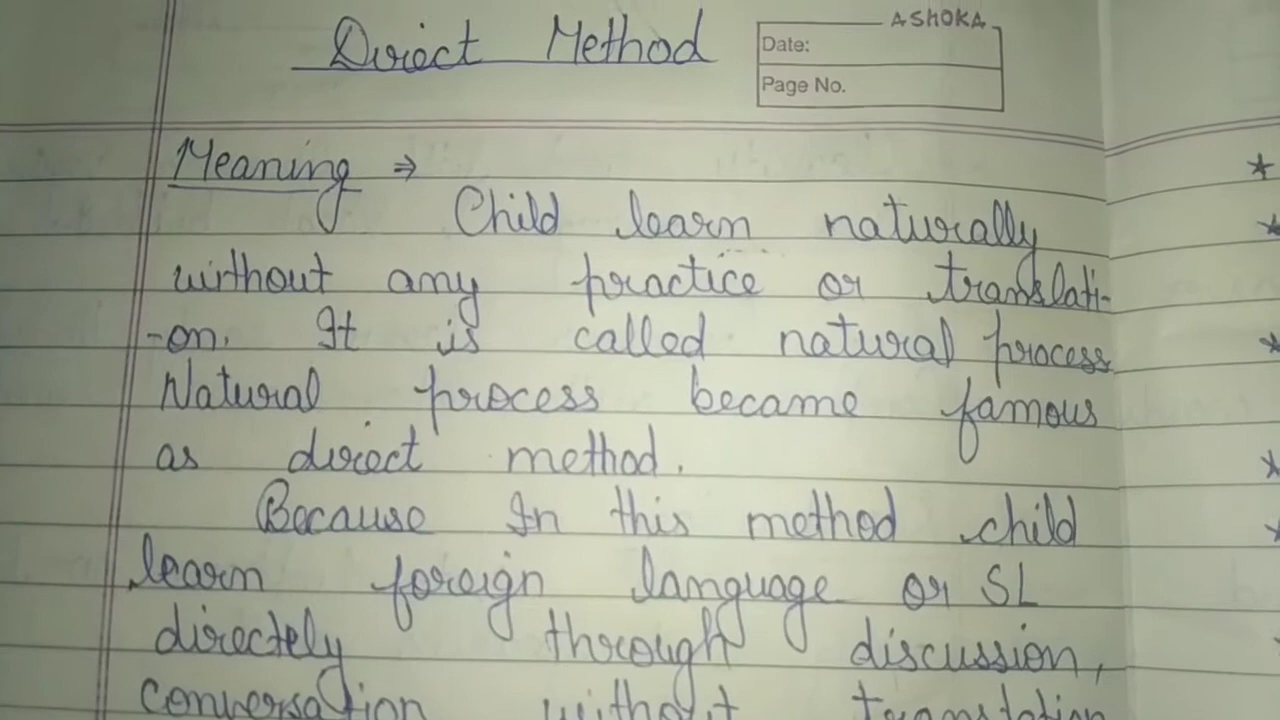 Direct Method
ASHOKA
Date:
Page No.
Meaning ⇒
Child learn naturally
without any practice or translati-
-on. It is called natural process
Natural process became famous
as direct method.
Because In this method child
learn foreign language or SL
directely through discussion,
conversation without translation